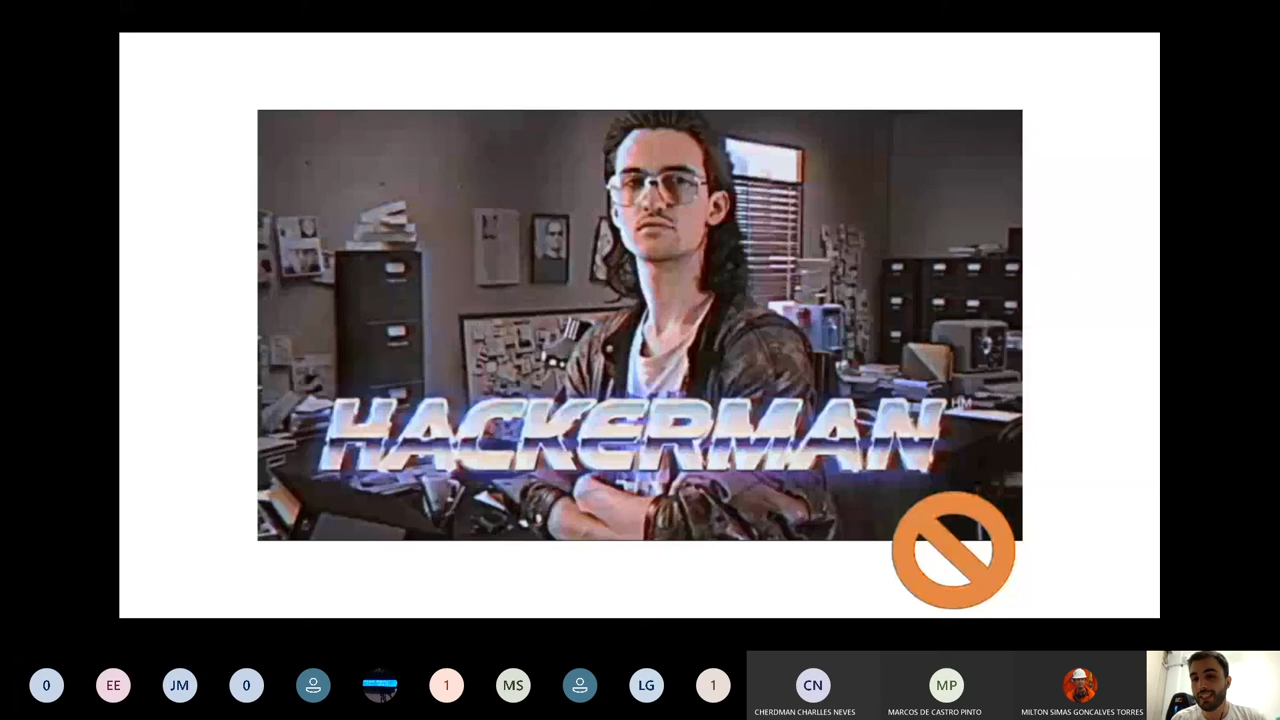 HACKERMAN
HM
0
EE
JM
0
1
MS
LG
1
CN
MP
CHERDMAN CHARLLES NEVES
MARCOS DE CASTRO PINTO
MILTON SIMAS GONCALVES TORRES